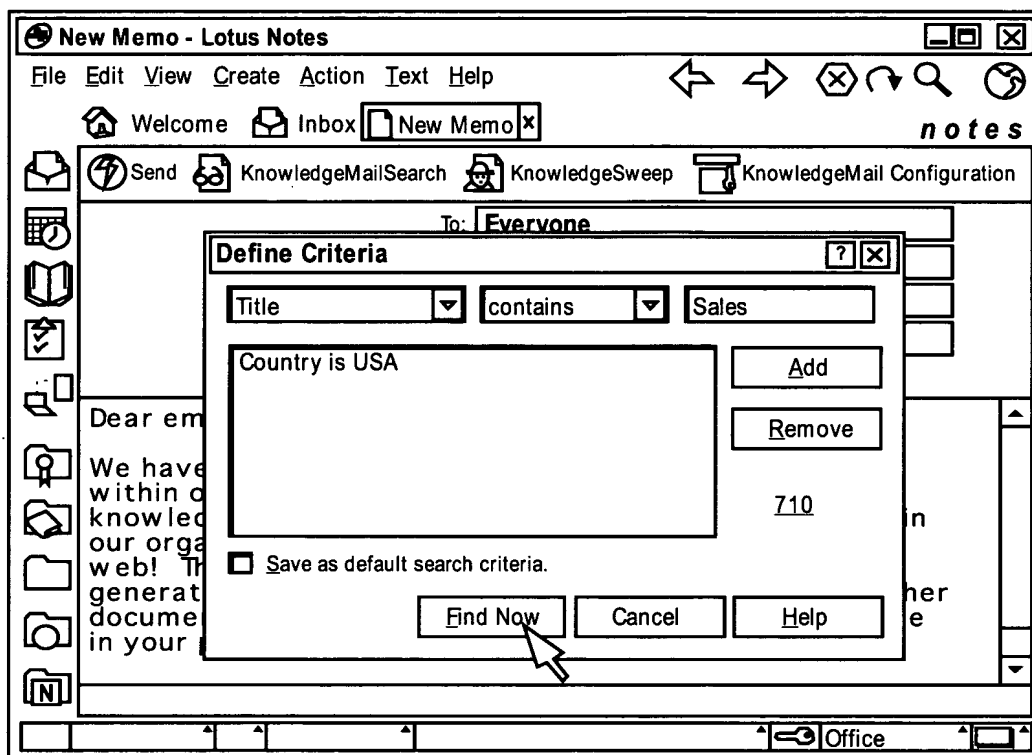 New Memo - Lotus Notes
File Edit View Create Action Text Help
Welcome Inbox New Memo x
notes
Send KnowledgeMailSearch KnowledgeSweep KnowledgeMail Configuration
To: Everyone
Define Criteria ? X
Title contains Sales
Country is USA
Add
Remove
710
Save as default search criteria.
Find Now Cancel Help
Dear em
We have
within o
knowledg in
our orga
web! Th
generat her
documer e
in your
N
Office